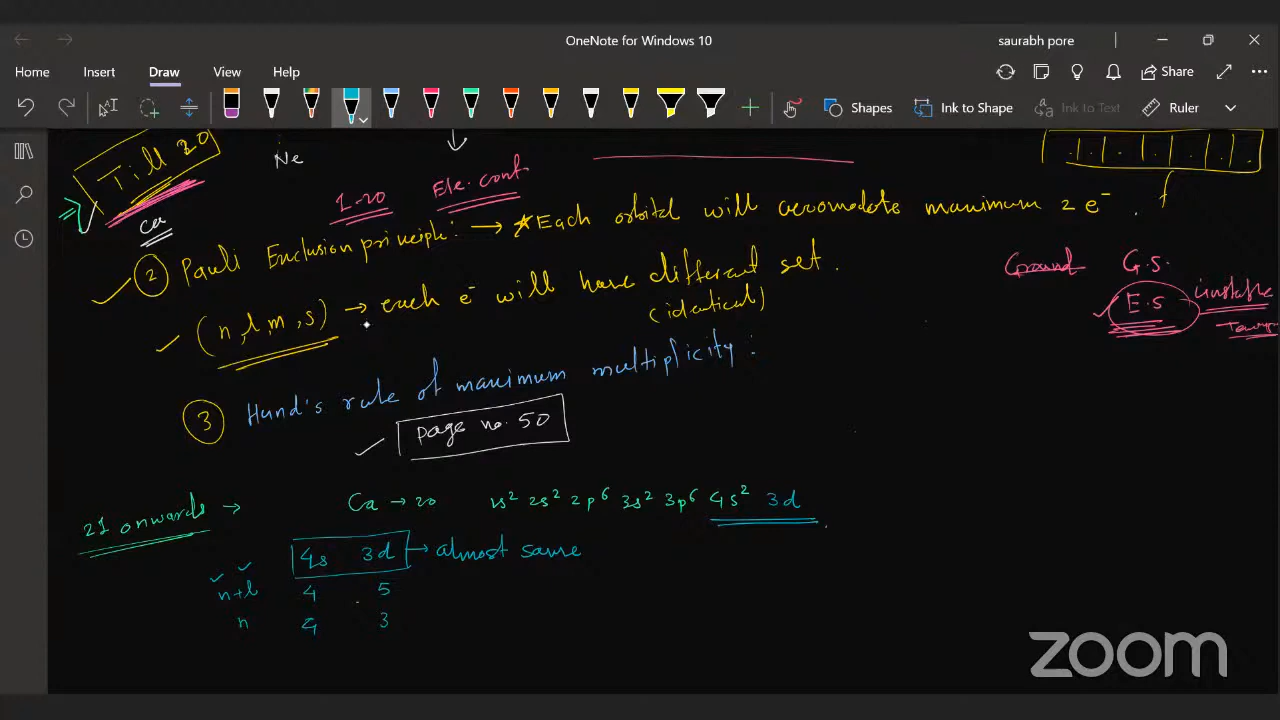 OneNote for Windows 10
saurabh pore
Home Insert Draw View Help
Share
Shapes
Ink to Shape
Ink to Text
Ruler
Till 20
Ne
Ca
1-20 Ele. conf
② Pauli Exclusion principle: → *Each orbital will accomodate maximum 2 e⁻. f
(n, l, m, s) → each e⁻ will have different set.
(identical)
Ground G.S.
E.S unstable
③ Hund's rule of maximum multiplicity:
page no. 50
21 onwards → Ca → 20 1s² 2s² 2p⁶ 3s² 3p⁶ 4s² 3d
4s 3d → almost same
n+l 4 5
n 4 3
zoom